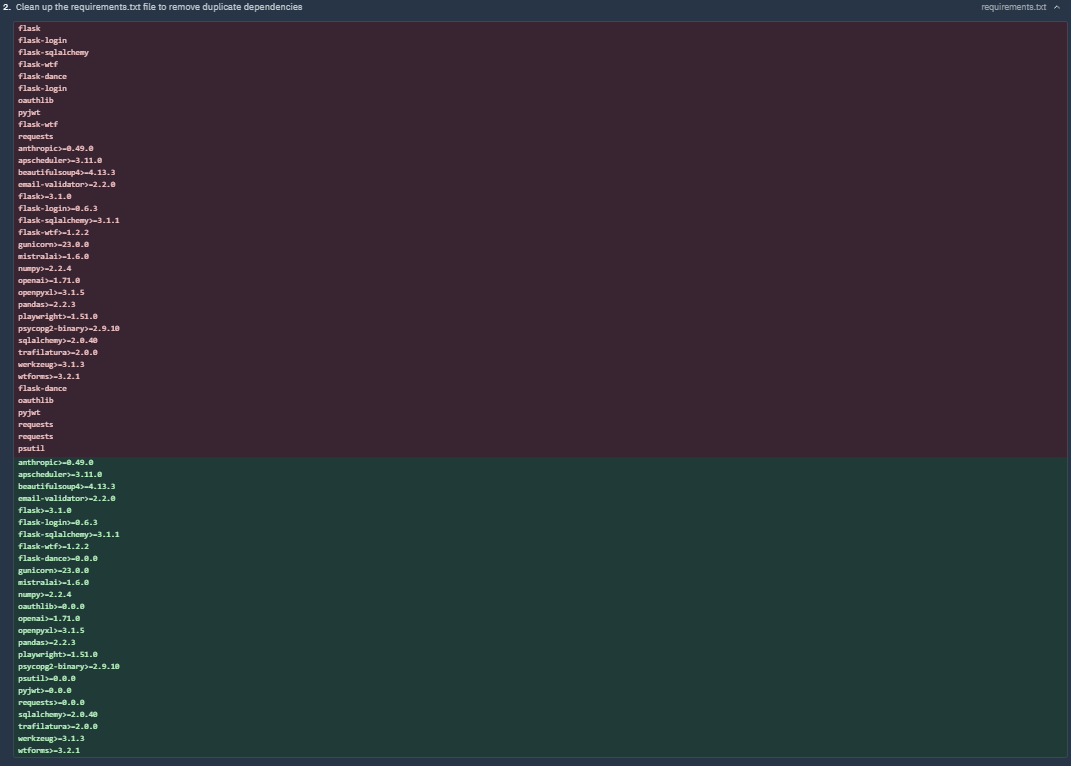 2. Clean up the requirements.txt file to remove duplicate dependencies
requirements.txt
flask
flask-login
flask-sqlalchemy
flask-wtf
flask-dance
flask-login
oauthlib
pyjwt
flask-wtf
requests
anthropic>=0.49.0
apscheduler>=3.11.0
beautifulsoup4>=4.13.3
email-validator>=2.2.0
flask>=3.1.0
flask-login>=0.6.3
flask-sqlalchemy>=3.1.1
flask-wtf>=1.2.2
gunicorn>=23.0.0
mistralai>=1.6.0
numpy>=2.2.4
openai>=1.71.0
openpyxl>=3.1.5
pandas>=2.2.3
playwright>=1.51.0
psycopg2-binary>=2.9.10
sqlalchemy>=2.0.40
trafilatura>=2.0.0
werkzeug>=3.1.3
wtforms>=3.2.1
flask-dance
oauthlib
pyjwt
requests
requests
psutil
anthropic>=0.49.0
apscheduler>=3.11.0
beautifulsoup4>=4.13.3
email-validator>=2.2.0
flask>=3.1.0
flask-login>=0.6.3
flask-sqlalchemy>=3.1.1
flask-wtf>=1.2.2
flask-dance>=0.0.0
gunicorn>=23.0.0
mistralai>=1.6.0
numpy>=2.2.4
oauthlib>=0.0.0
openai>=1.71.0
openpyxl>=3.1.5
pandas>=2.2.3
playwright>=1.51.0
psycopg2-binary>=2.9.10
psutil>=0.0.0
pyjwt>=0.0.0
requests>=0.0.0
sqlalchemy>=2.0.40
trafilatura>=2.0.0
werkzeug>=3.1.3
wtforms>=3.2.1